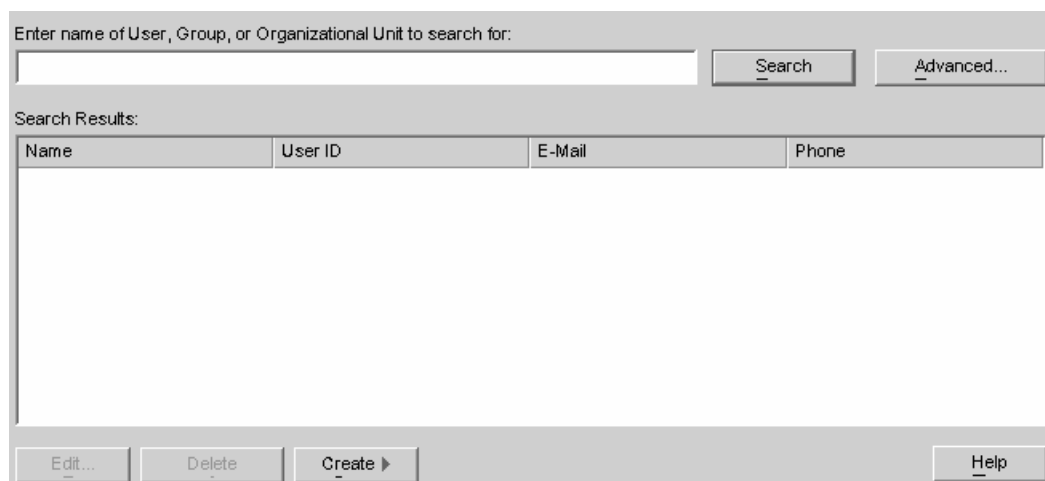 Enter name of User, Group, or Organizational Unit to search for:
Search Advanced...
Search Results:
Name User ID E-Mail Phone
Edit... Delete Create Help